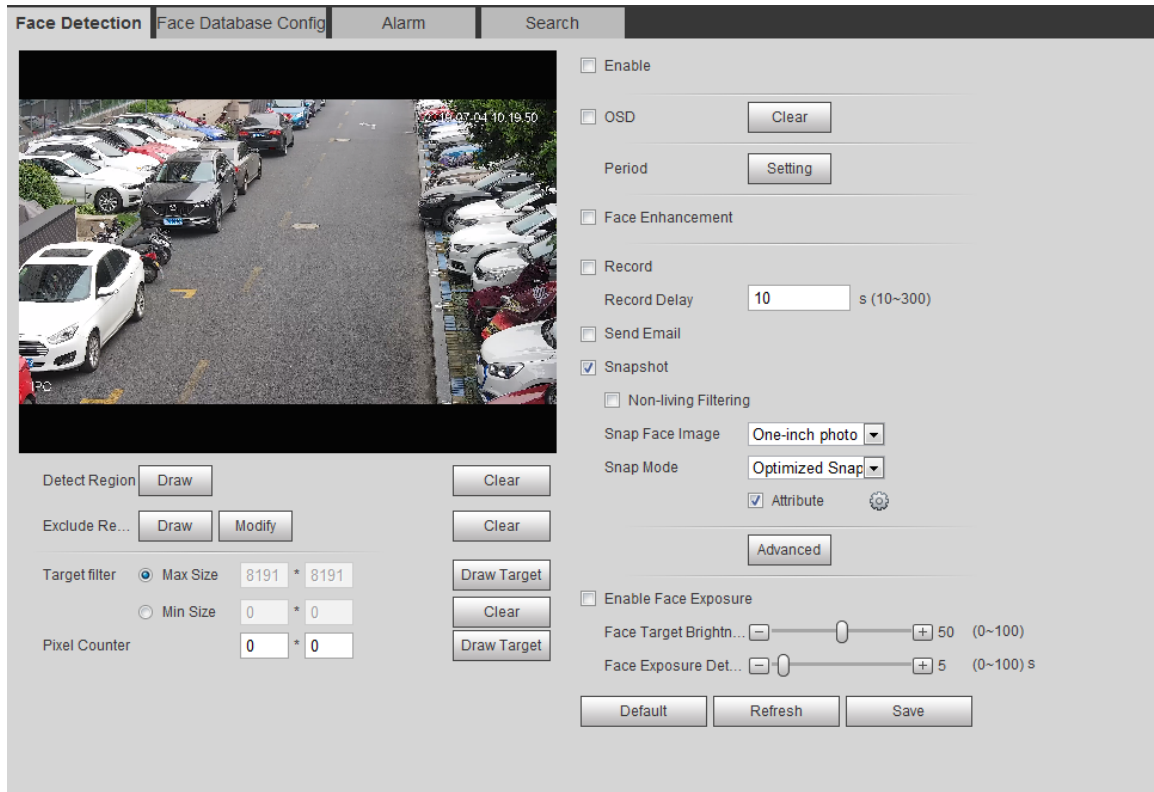 Face Detection
Face Database Config
Alarm
Search
10:19:50
IPC
Detect Region
Draw
Clear
Exclude Re...
Draw
Modify
Clear
Target filter
Max Size
8191 * 8191
Draw Target
Min Size
0 * 0
Clear
Pixel Counter
0 * 0
Draw Target
Enable
OSD
Clear
Period
Setting
Face Enhancement
Record
Record Delay
10
s (10~300)
Send Email
Snapshot
Non-living Filtering
Snap Face Image
One-inch photo
Snap Mode
Optimized Snap
Attribute
Advanced
Enable Face Exposure
Face Target Brightn...
50
(0~100)
Face Exposure Det...
5
(0~100) s
Default
Refresh
Save